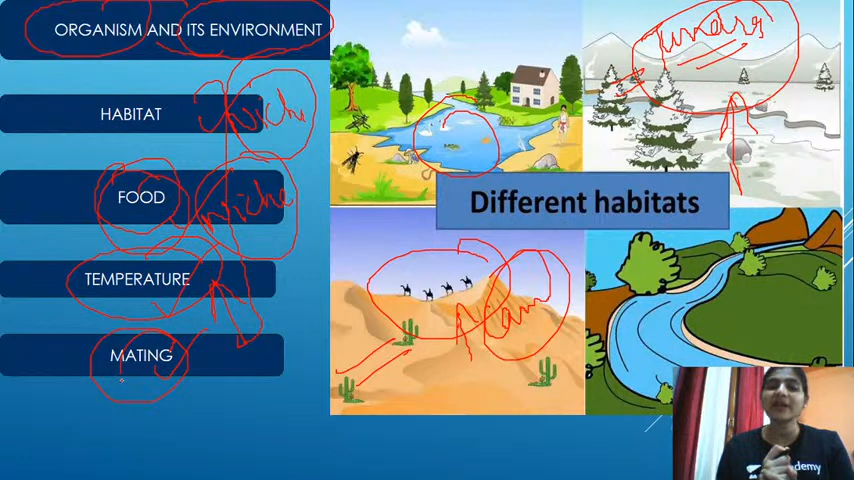 ORGANISM AND ITS ENVIRONMENT
HABITAT
niche
FOOD
niche
TEMPERATURE
MATING
Tundra
Different habitats